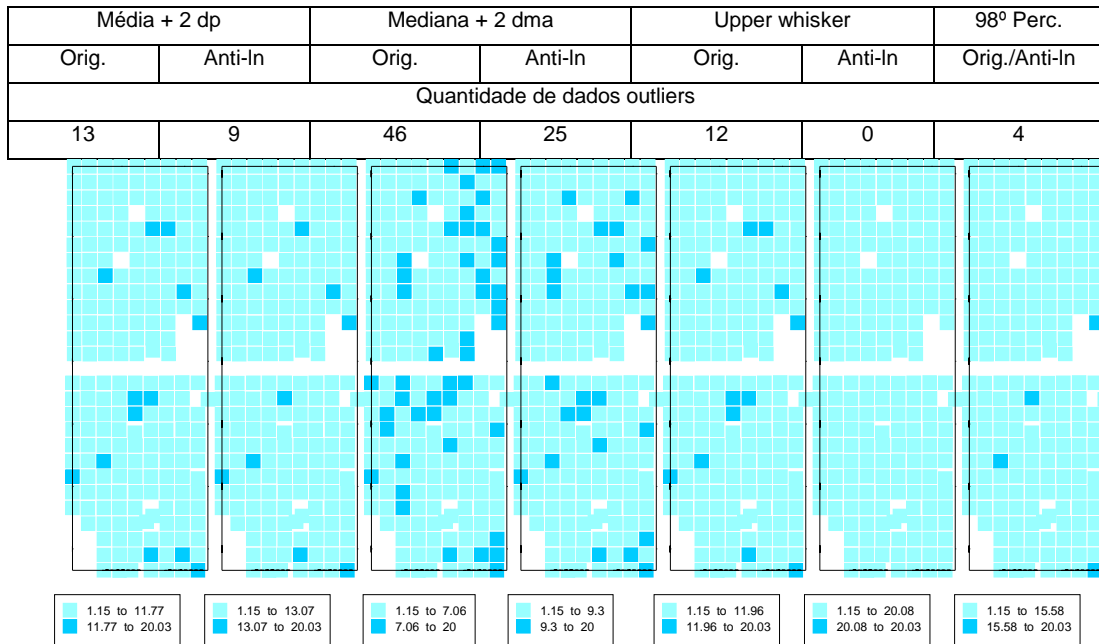 Média + 2 dp Mediana + 2 dma Upper whisker 98º Perc.
Orig. Anti-ln Orig. Anti-ln Orig. Anti-ln Orig./Anti-ln
Quantidade de dados outliers
13 9 46 25 12 0 4
1.15 to 11.77
11.77 to 20.03
1.15 to 13.07
13.07 to 20.03
1.15 to 7.06
7.06 to 20
1.15 to 9.3
9.3 to 20
1.15 to 11.96
11.96 to 20.03
1.15 to 20.08
20.08 to 20.03
1.15 to 15.58
15.58 to 20.03